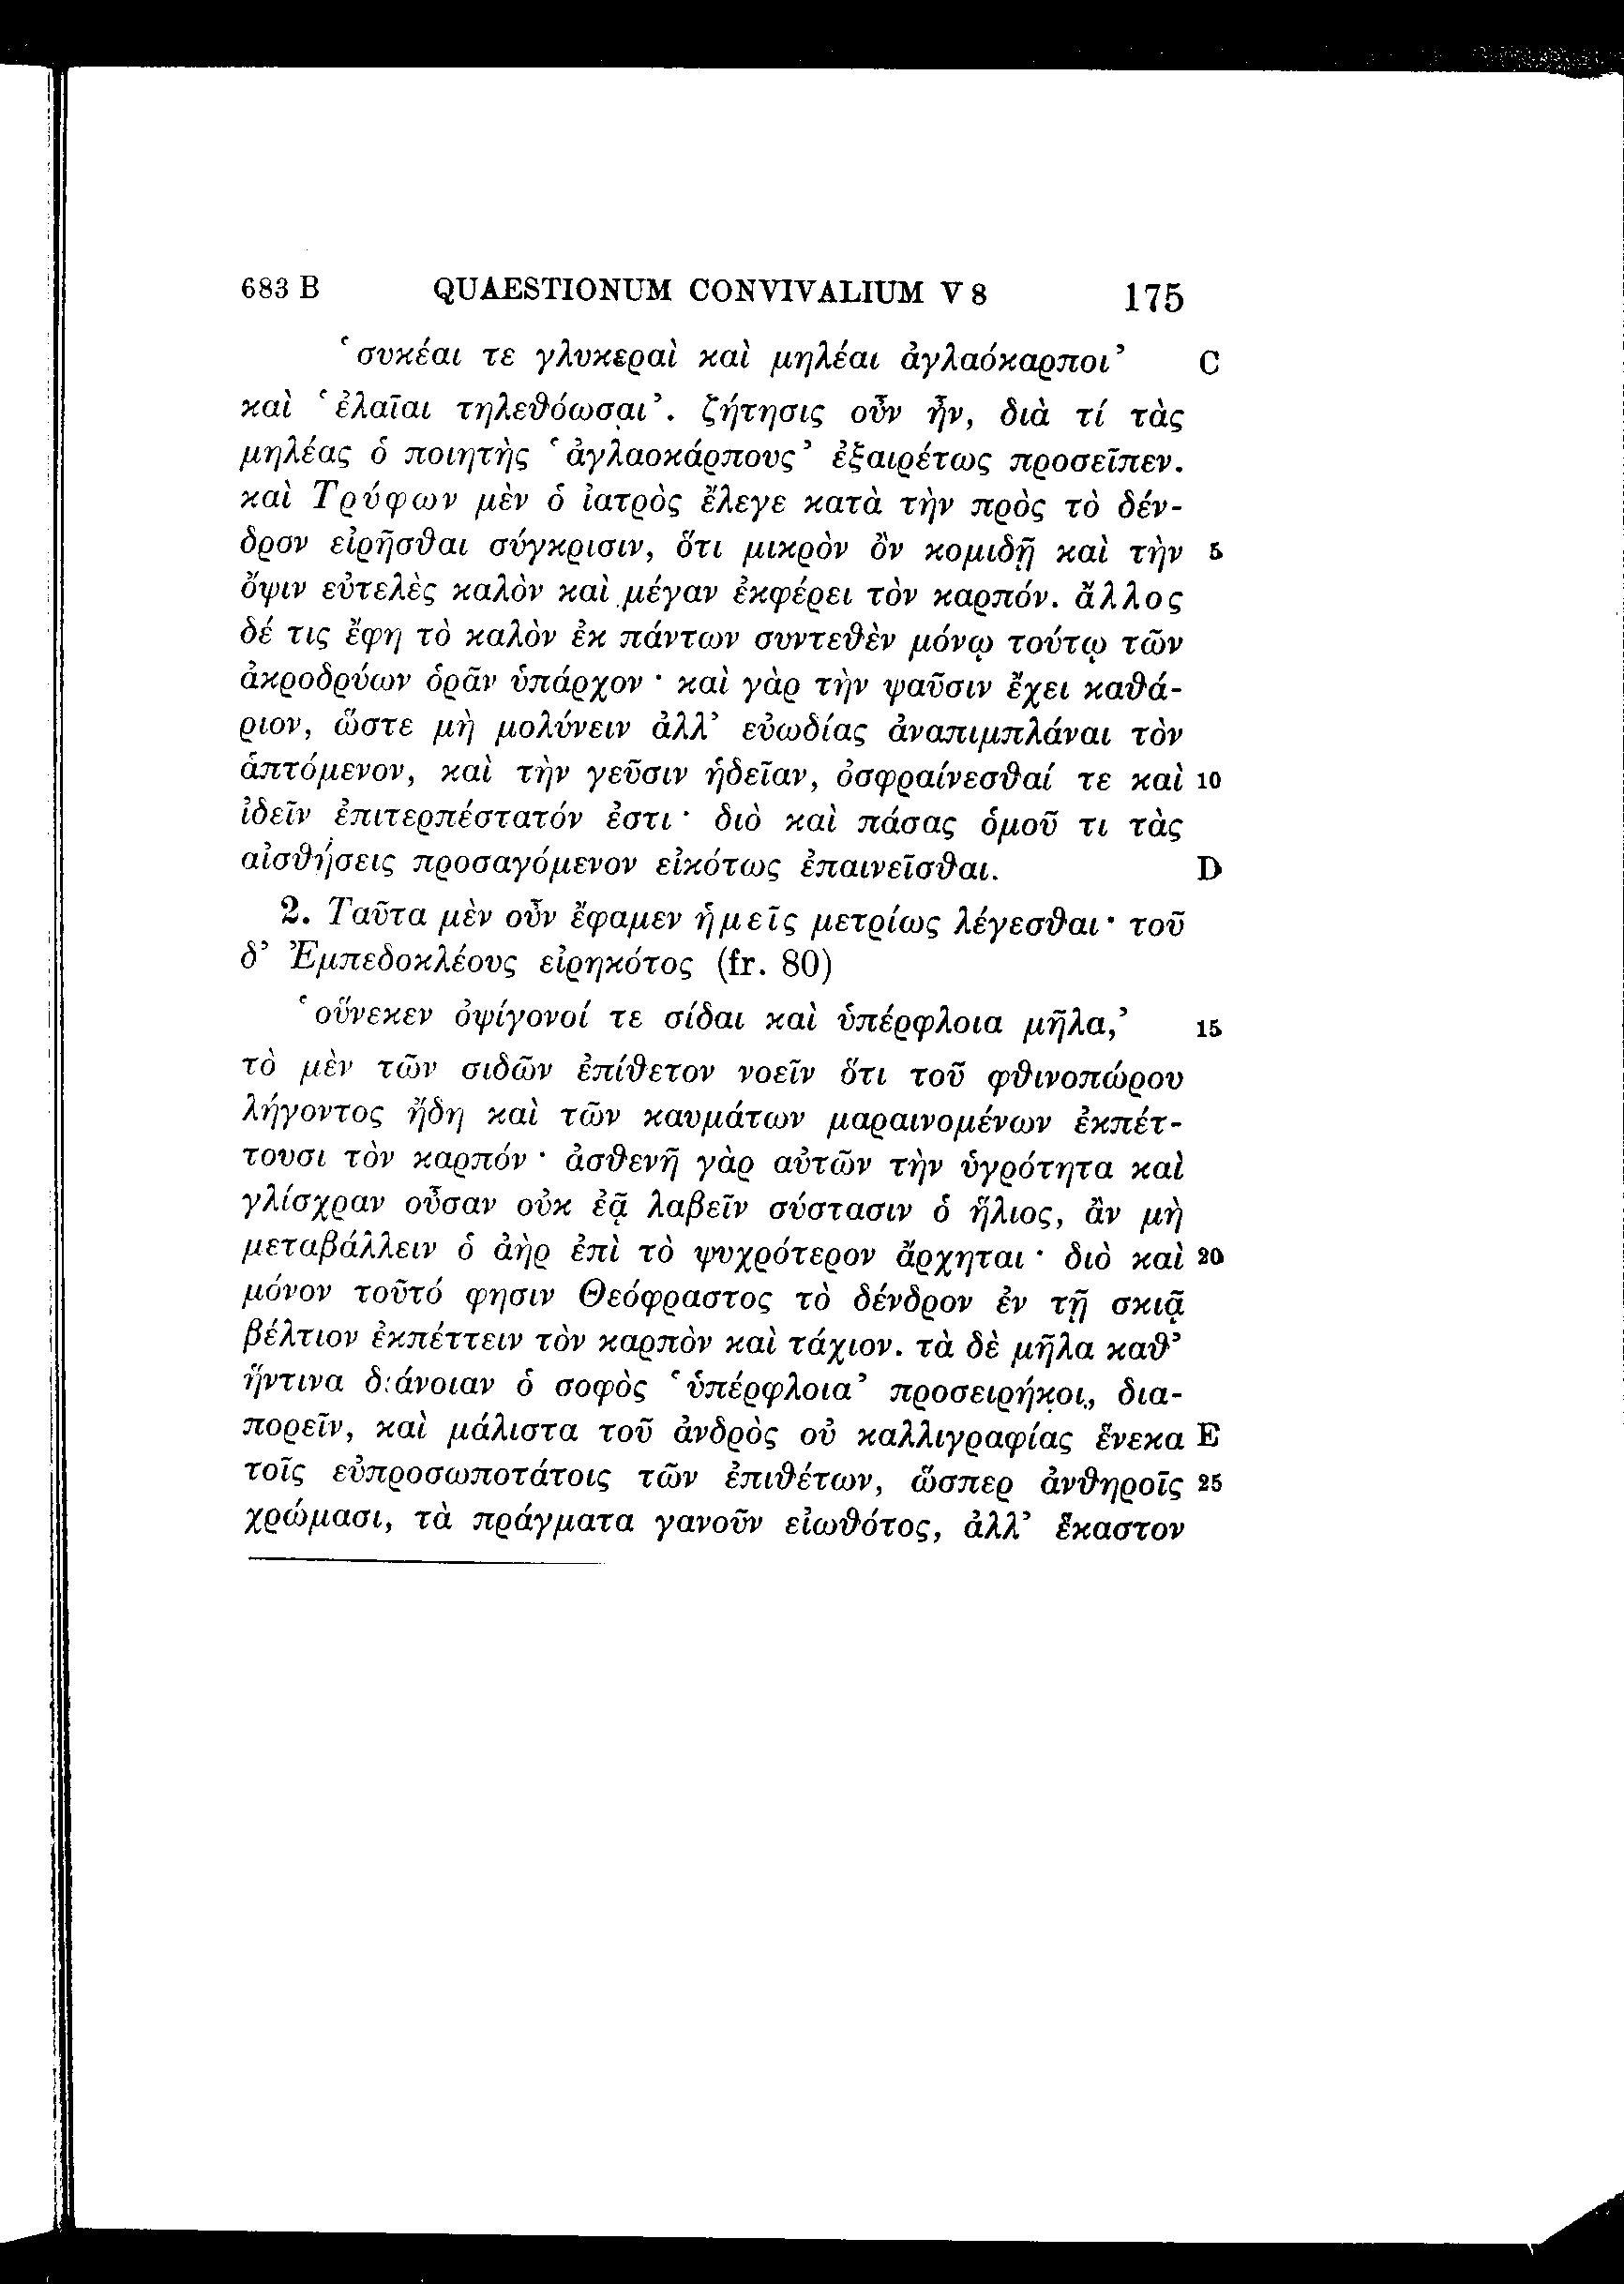 683 B QUAESTIONUM CONVIVALIUM V 8 175
‘συκέαι τε γλυκεραὶ καὶ μηλέαι ἀγλαόκαρποι’ C
καὶ ‘ἐλαῖαι τηλεθόωσαι’. ζήτησις οὖν ἦν, διὰ τί τὰς
μηλέας ὁ ποιητὴς ‘ἀγλαοκάρπους’ ἐξαιρέτως προσεῖπεν.
καὶ Τρύφων μὲν ὁ ἰατρὸς ἔλεγε κατὰ τὴν πρὸς τὸ δέν-
δρον εἰρῆσθαι σύγκρισιν, ὅτι μικρὸν ὂν κομιδῇ καὶ τὴν 5
ὄψιν εὐτελὲς καλὸν καὶ μέγαν ἐκφέρει τὸν καρπόν. ἄλλος
δέ τις ἔφη τὸ καλὸν ἐκ πάντων συντεθὲν μόνῳ τούτῳ τῶν
ἀκροδρύων ὁρᾶν ὑπάρχον· καὶ γὰρ τὴν ψαῦσιν ἔχει καθά-
ριον, ὥστε μὴ μολύνειν ἀλλ’ εὐωδίας ἀναπιμπλάναι τὸν
ἁπτόμενον, καὶ τὴν γεῦσιν ἡδεῖαν, ὀσφραίνεσθαί τε καὶ 10
ἰδεῖν ἐπιτερπέστατόν ἐστι· διὸ καὶ πάσας ὁμοῦ τι τὰς
αἰσθήσεις προσαγόμενον εἰκότως ἐπαινεῖσθαι. D
2. Ταῦτα μὲν οὖν ἔφαμεν ἡμεῖς μετρίως λέγεσθαι· τοῦ
δ’ Ἐμπεδοκλέους εἰρηκότος (fr. 80)
‘οὕνεκεν ὀψίγονοί τε σίδαι καὶ ὑπέρφλοια μῆλα,’ 15
τὸ μὲν τῶν σιδῶν ἐπίθετον νοεῖν ὅτι τοῦ φθινοπώρου
λήγοντος ἤδη καὶ τῶν καυμάτων μαραινομένων ἐκπέτ-
τουσι τὸν καρπόν· ἀσθενῆ γὰρ αὐτῶν τὴν ὑγρότητα καὶ
γλίσχραν οὖσαν οὐκ ἐᾷ λαβεῖν σύστασιν ὁ ἥλιος, ἂν μὴ
μεταβάλλειν ὁ ἀὴρ ἐπὶ τὸ ψυχρότερον ἄρχηται· διὸ καὶ 20
μόνον τοῦτό φησιν Θεόφραστος τὸ δένδρον ἐν τῇ σκιᾷ
βέλτιον ἐκπέττειν τὸν καρπὸν καὶ τάχιον. τὰ δὲ μῆλα καθ’
ἥντινα διάνοιαν ὁ σοφὸς ‘ὑπέρφλοια’ προσειρήκοι, δια-
πορεῖν, καὶ μάλιστα τοῦ ἀνδρὸς οὐ καλλιγραφίας ἕνεκα E
τοῖς εὐπροσωποτάτοις τῶν ἐπιθέτων, ὥσπερ ἀνθηροῖς 25
χρώμασι, τὰ πράγματα γανοῦν εἰωθότος, ἀλλ’ ἕκαστον